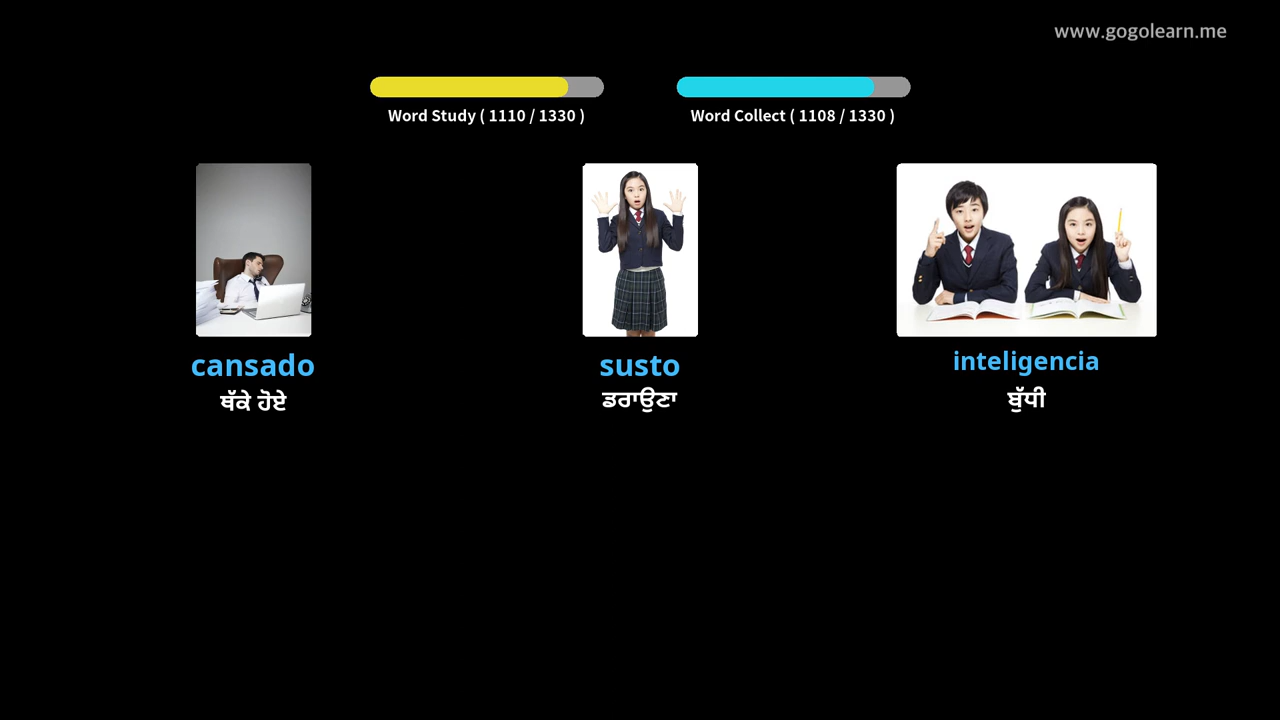 www.gogolearn.me
Word Study ( 1110 / 1330 )
Word Collect ( 1108 / 1330 )
cansado
ਥੱਕੇ ਹੋਏ
susto
ਡਰਾਉਣਾ
inteligencia
ਬੁੱਧੀ